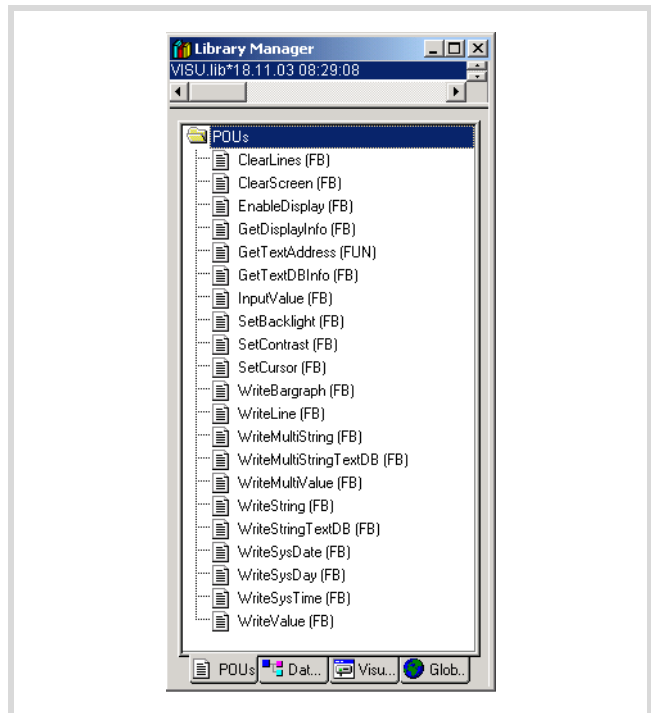 Library Manager
VISU.lib*18.11.03 08:29:08
POUs
ClearLines (FB)
ClearScreen (FB)
EnableDisplay (FB)
GetDisplayInfo (FB)
GetTextAddress (FUN)
GetTextDBInfo (FB)
InputValue (FB)
SetBacklight (FB)
SetContrast (FB)
SetCursor (FB)
WriteBargraph (FB)
WriteLine (FB)
WriteMultiString (FB)
WriteMultiStringTextDB (FB)
WriteMultiValue (FB)
WriteString (FB)
WriteStringTextDB (FB)
WriteSysDate (FB)
WriteSysDay (FB)
WriteSysTime (FB)
WriteValue (FB)
POUs Dat... Visu... Glob..